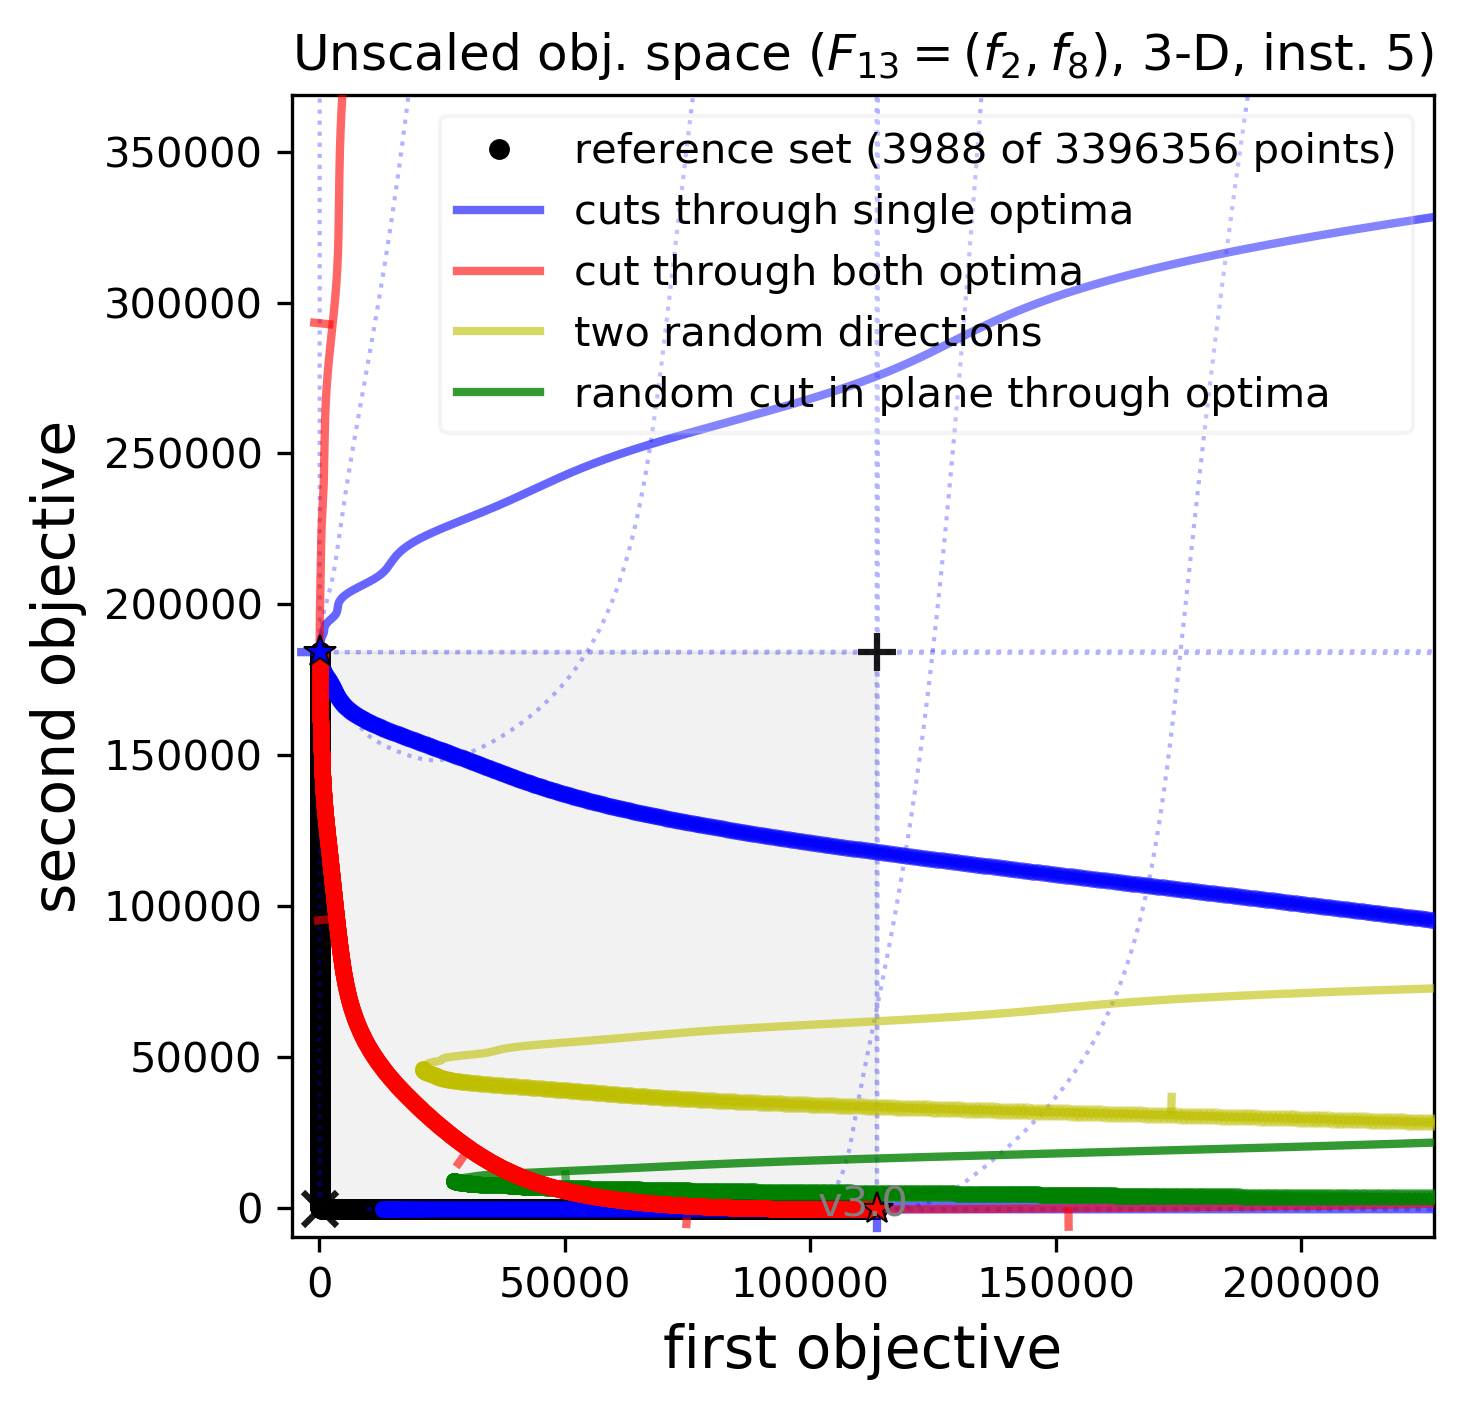 Unscaled obj. space (F₁₃ = (f₂, f₈), 3-D, inst. 5)
reference set (3988 of 3396356 points)
cuts through single optima
cut through both optima
two random directions
random cut in plane through optima
350000
300000
250000
200000
150000
100000
50000
0
second objective
v3.0
0
50000
100000
150000
200000
first objective